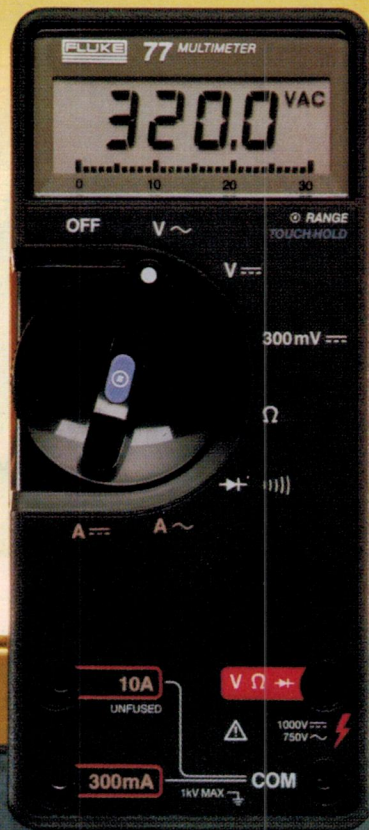 FLUKE 77 MULTIMETER
320.0 VAC
0 10 20 30
OFF V~ RANGE
TOUCH-HOLD
V⎓
300mV⎓
Ω
A⎓ A~
10A V Ω
UNFUSED
1000V⎓
750V~
300mA COM
1kV MAX